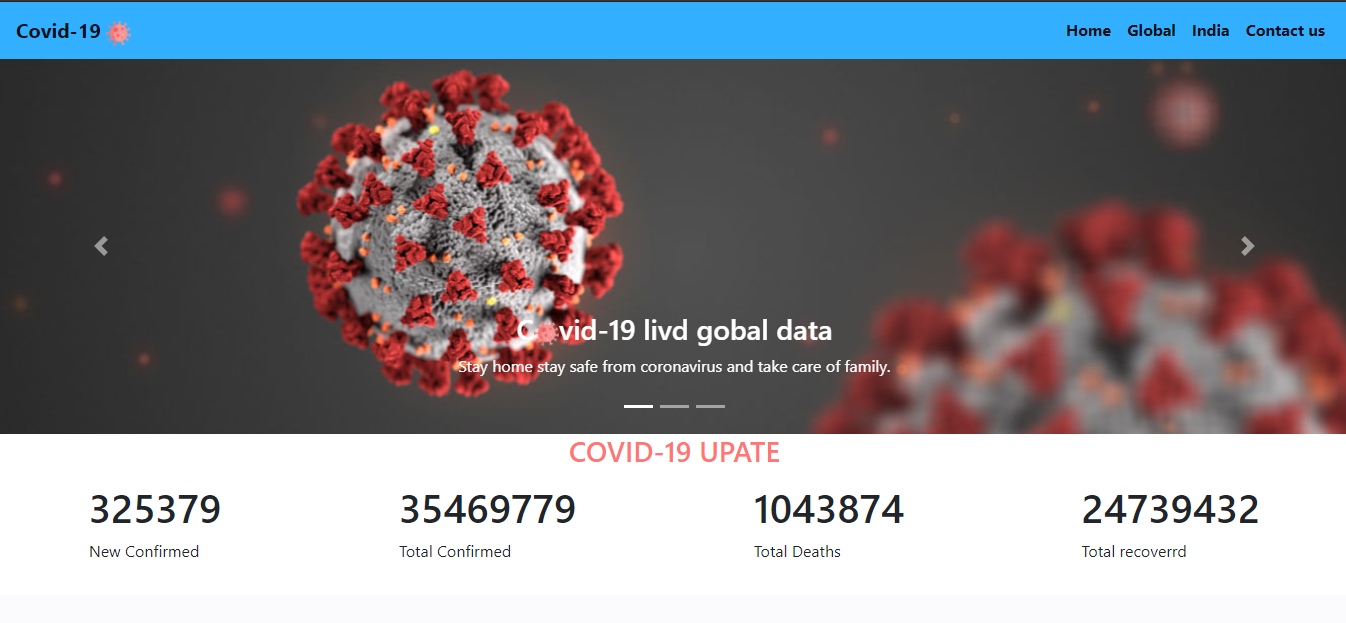 Covid-19
Home Global India Contact us
C vid-19 livd gobal data
Stay home stay safe from coronavirus and take care of family.
COVID-19 UPATE
325379 35469779 1043874 24739432
New Confirmed Total Confirmed Total Deaths Total recoverrd